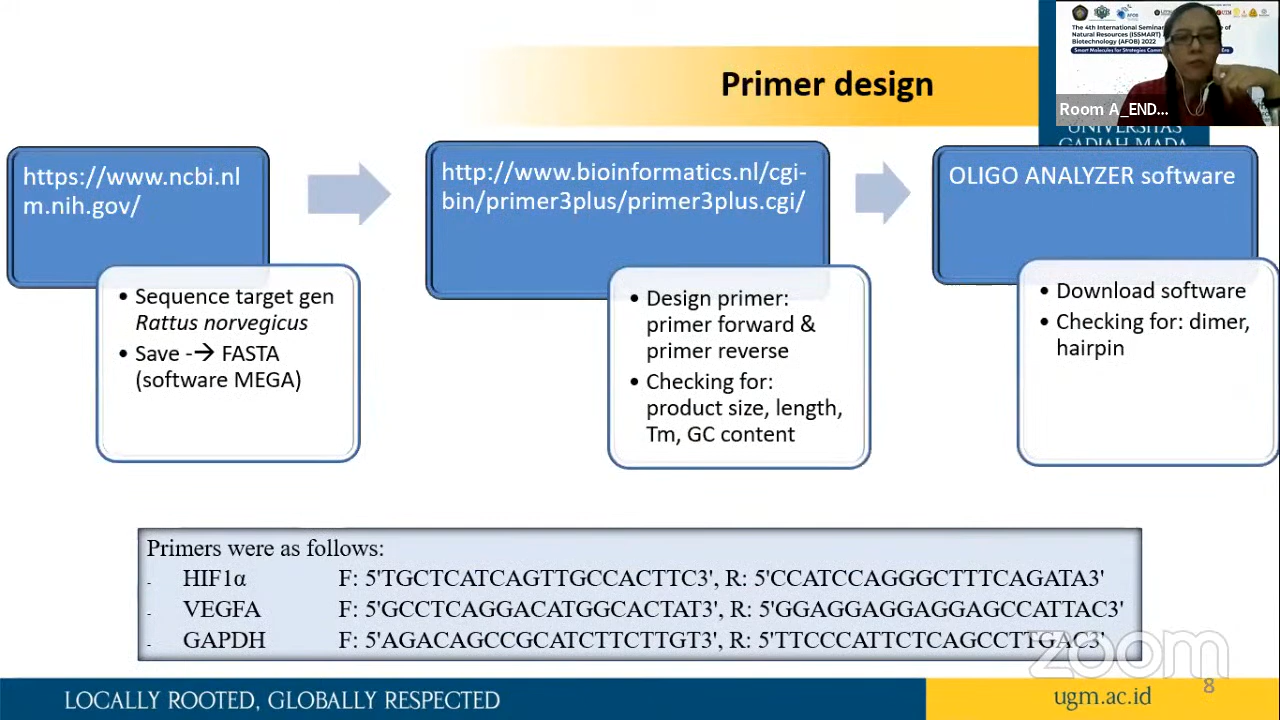 Primer design
The 4th International Semina
Natural Resources (ISSMART)
Biotechnology (AFOB) 2022
Room A_END...
UNIVERSITAS
GADJAH MADA
https://www.ncbi.nl
m.nih.gov/
• Sequence target gen
Rattus norvegicus
• Save -→ FASTA
(software MEGA)
http://www.bioinformatics.nl/cgi-
bin/primer3plus/primer3plus.cgi/
• Design primer:
primer forward &
primer reverse
• Checking for:
product size, length,
Tm, GC content
OLIGO ANALYZER software
• Download software
• Checking for: dimer,
hairpin
Primers were as follows:
- HIF1α F: 5'TGCTCATCAGTTGCCACTTC3', R: 5'CCATCCAGGGCTTTCAGATA3'
- VEGFA F: 5'GCCTCAGGACATGGCACTAT3', R: 5'GGAGGAGGAGGAGCCATTAC3'
- GAPDH F: 5'AGACAGCCGCATCTTCTTGT3', R: 5'TTCCCATTCTCAGCCTTGAC3'
zoom
8
LOCALLY ROOTED, GLOBALLY RESPECTED
ugm.ac.id